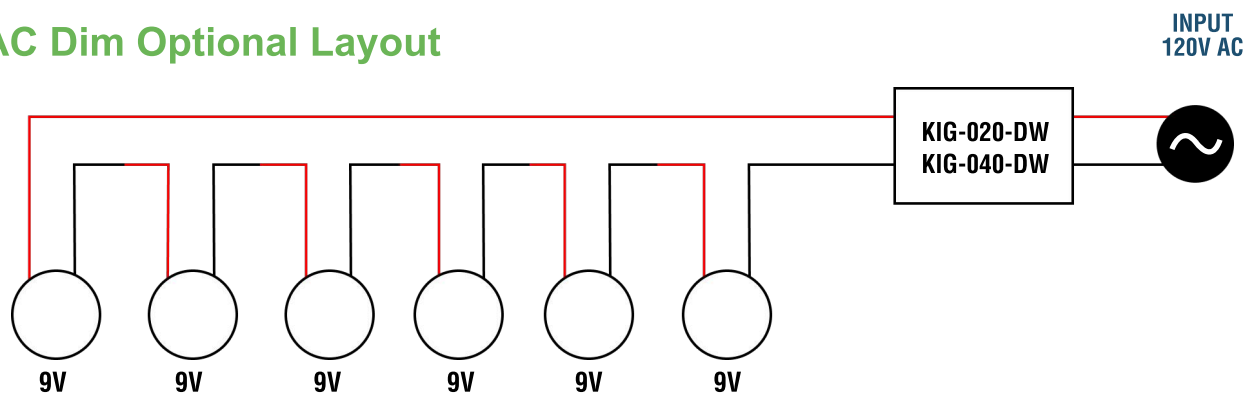 AC Dim Optional Layout
INPUT
120V AC
KIG-020-DW
KIG-040-DW
9V 9V 9V 9V 9V 9V